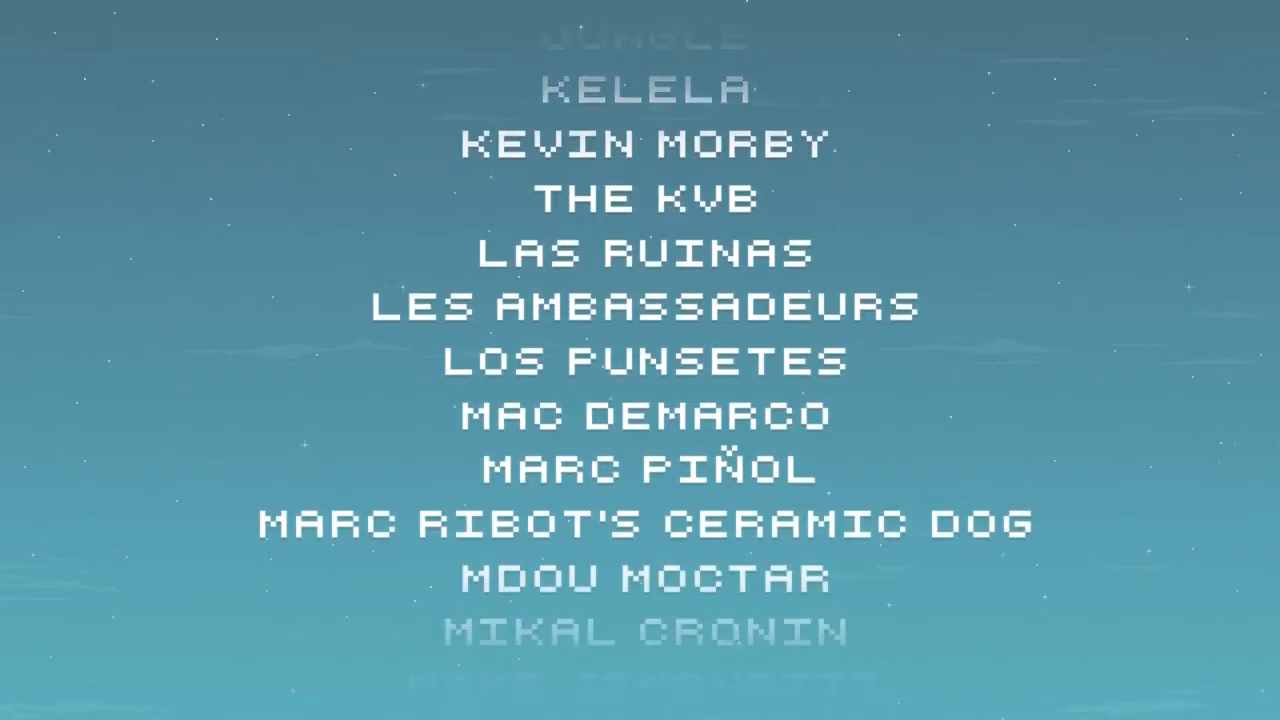 JUNGLE
KELELA
KEVIN MORBY
THE KVB
LAS RUINAS
LES AMBASSADEURS
LOS PUNSETES
MAC DEMARCO
MARC PIÑOL
MARC RIBOT'S CERAMIC DOG
MDOU MOCTAR
MIKAL CRONIN